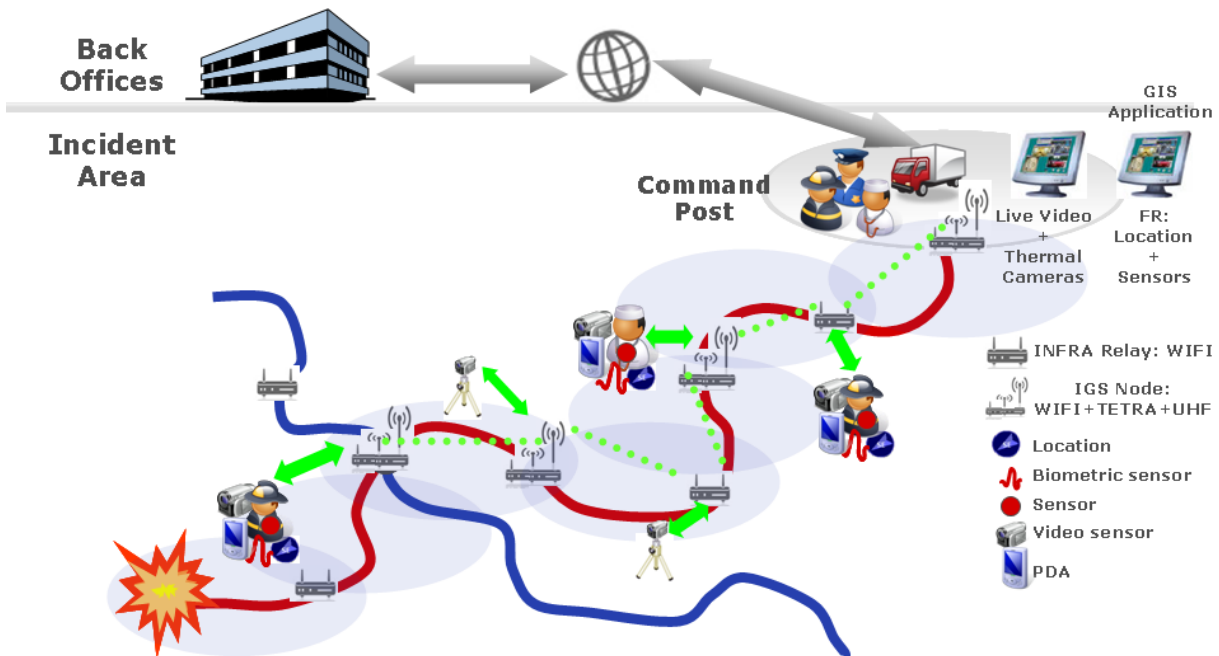 Back
Offices
Incident
Area
GIS
Application
Command
Post
Live Video
+
Thermal
Cameras
FR:
Location
+
Sensors
INFRA Relay: WIFI
IGS Node:
WIFI+TETRA+UHF
Location
Biometric sensor
Sensor
Video sensor
PDA